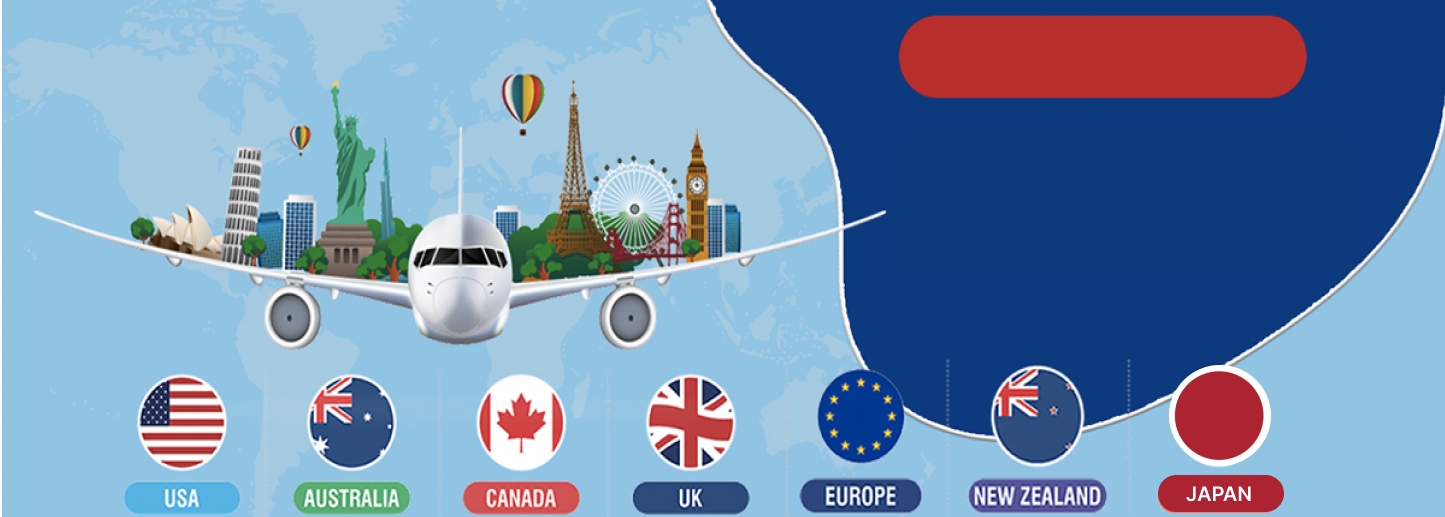 USA
AUSTRALIA
CANADA
UK
EUROPE
NEW ZEALAND
JAPAN